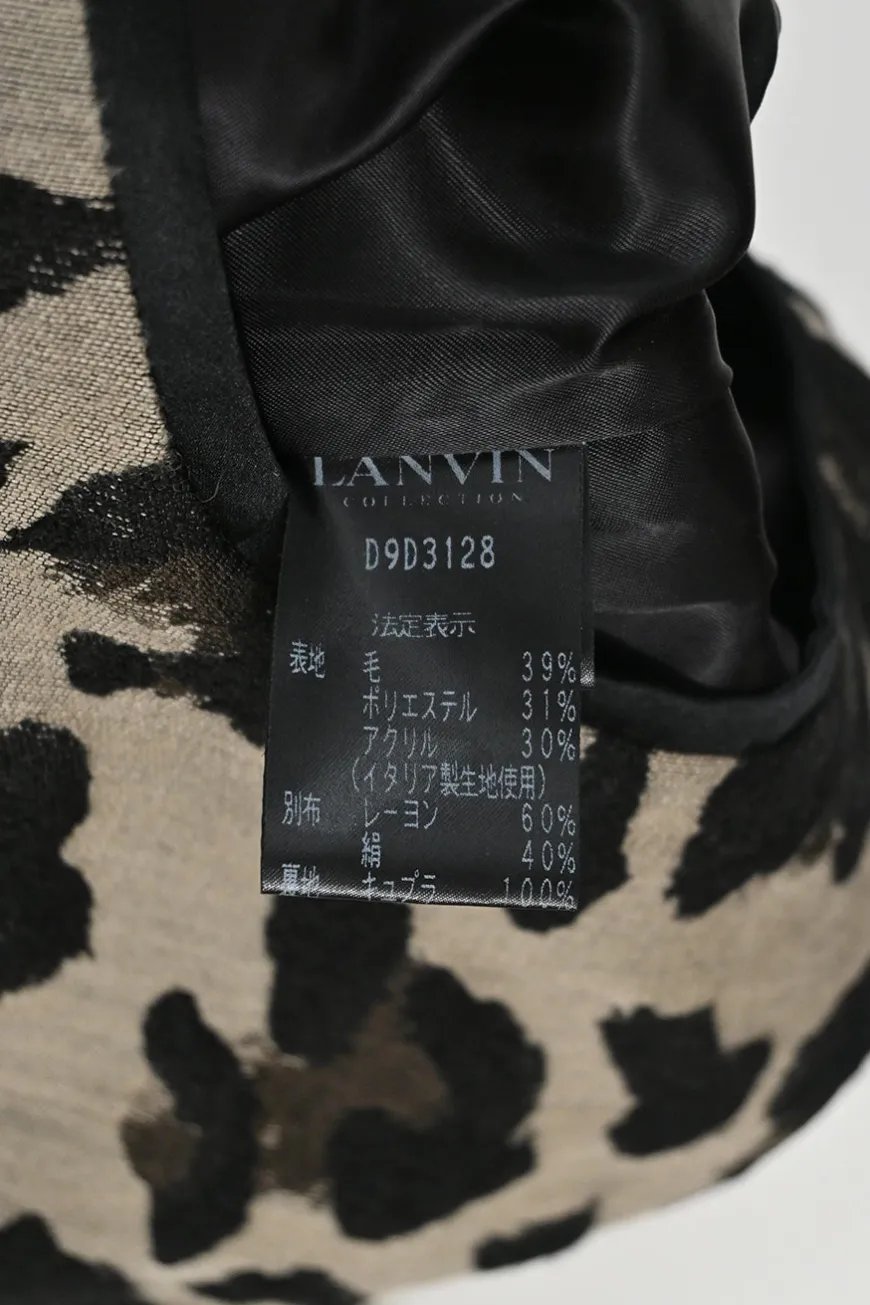 LANVIN
COLLECTION
D9D3128
法定表示
表地 毛 39%
ポリエステル 31%
アクリル 30%
(イタリア製生地使用)
別布 レーヨン 60%
絹 40%
裏地 キュプラ 100%